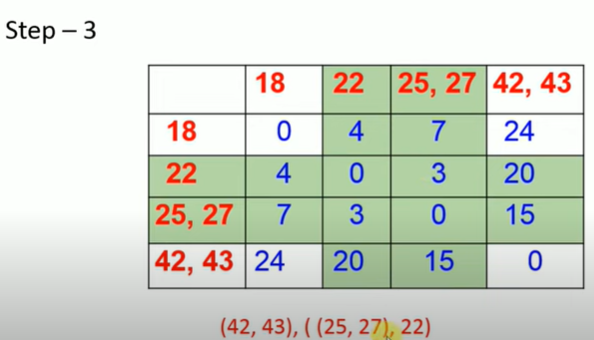 Step – 3
18 22 25, 27 42, 43
18 0 4 7 24
22 4 0 3 20
25, 27 7 3 0 15
42, 43 24 20 15 0
(42, 43), ( (25, 27), 22)